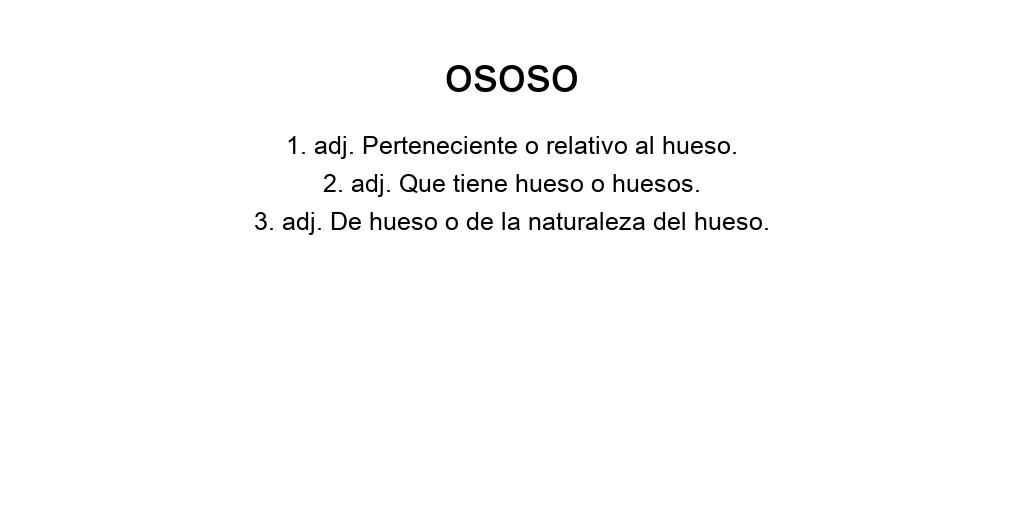 ososo
1. adj. Perteneciente o relativo al hueso.
2. adj. Que tiene hueso o huesos.
3. adj. De hueso o de la naturaleza del hueso.